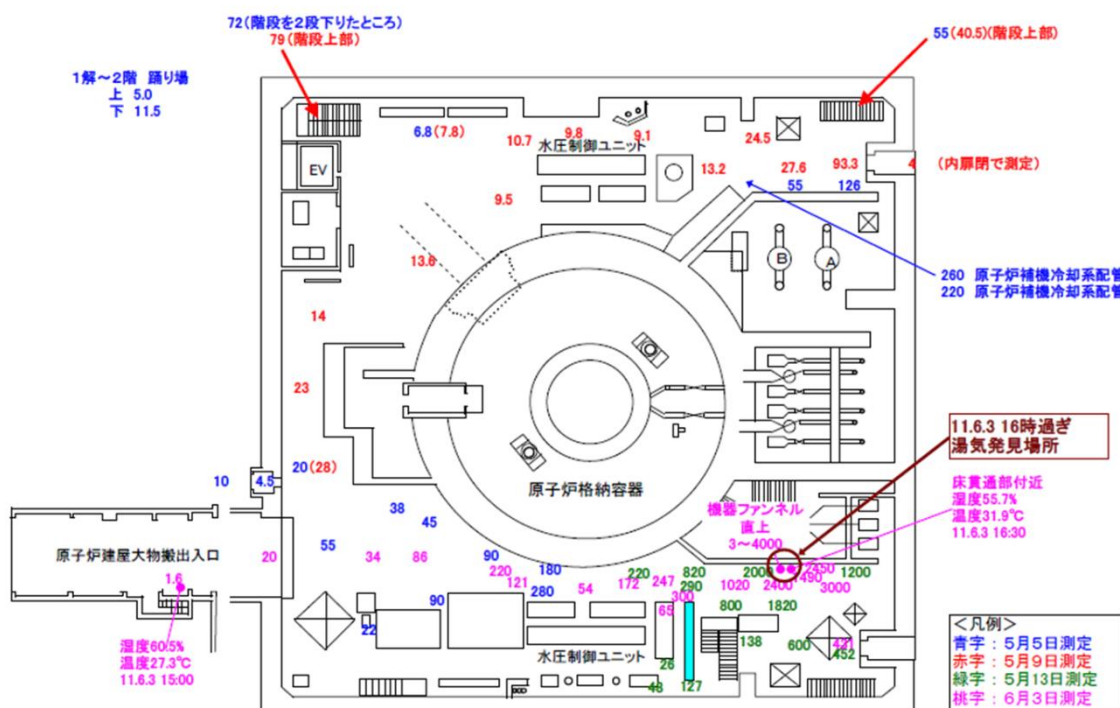 72(階段を2段下りたところ)
79(階段上部)
55(40.5)(階段上部)
1解～2階 踊り場
上 5.0
下 11.5
6.8(7.8)
10.7
9.8
9.1
24.5
水圧制御ユニット
EV
13.2
27.6
93.3
4
(内扉閉で測定)
55
126
9.5
B
A
13.6
260 原子炉補機冷却系配管
220 原子炉補機冷却系配管
14
23
11.6.3 16時過ぎ
湯気発見場所
20(28)
10
4.5
原子炉格納容器
床貫通部付近
湿度55.7%
温度31.9℃
11.6.3 16:30
機器ファンネル
直上
3～4000
38
45
原子炉建屋大物搬出入口
20
55
34
86
90
220
121
180
280
54
172
220
247
820
290
300
65
2000
1020
2400
2450
490
3000
1200
1.6
90
22
800
1820
138
600
431
452
湿度60.5%
温度27.3℃
11.6.3 15:00
水圧制御ユニット
26
48
127
<凡例>
青字：5月5日測定
赤字：5月9日測定
緑字：5月13日測定
桃字：6月3日測定